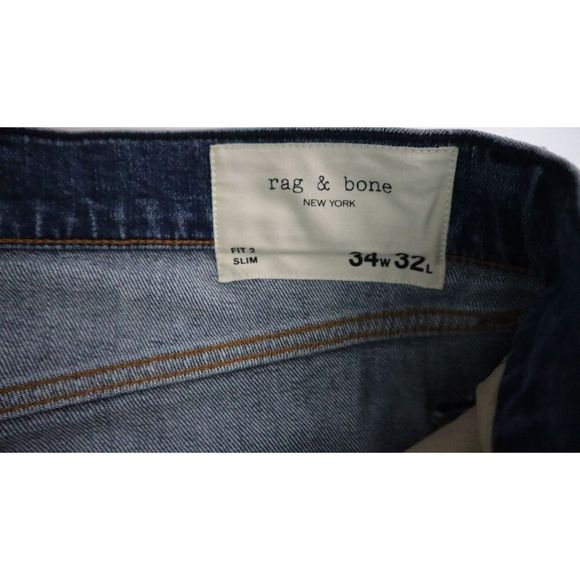 rag & bone
NEW YORK
FIT 2
SLIM
34W 32L